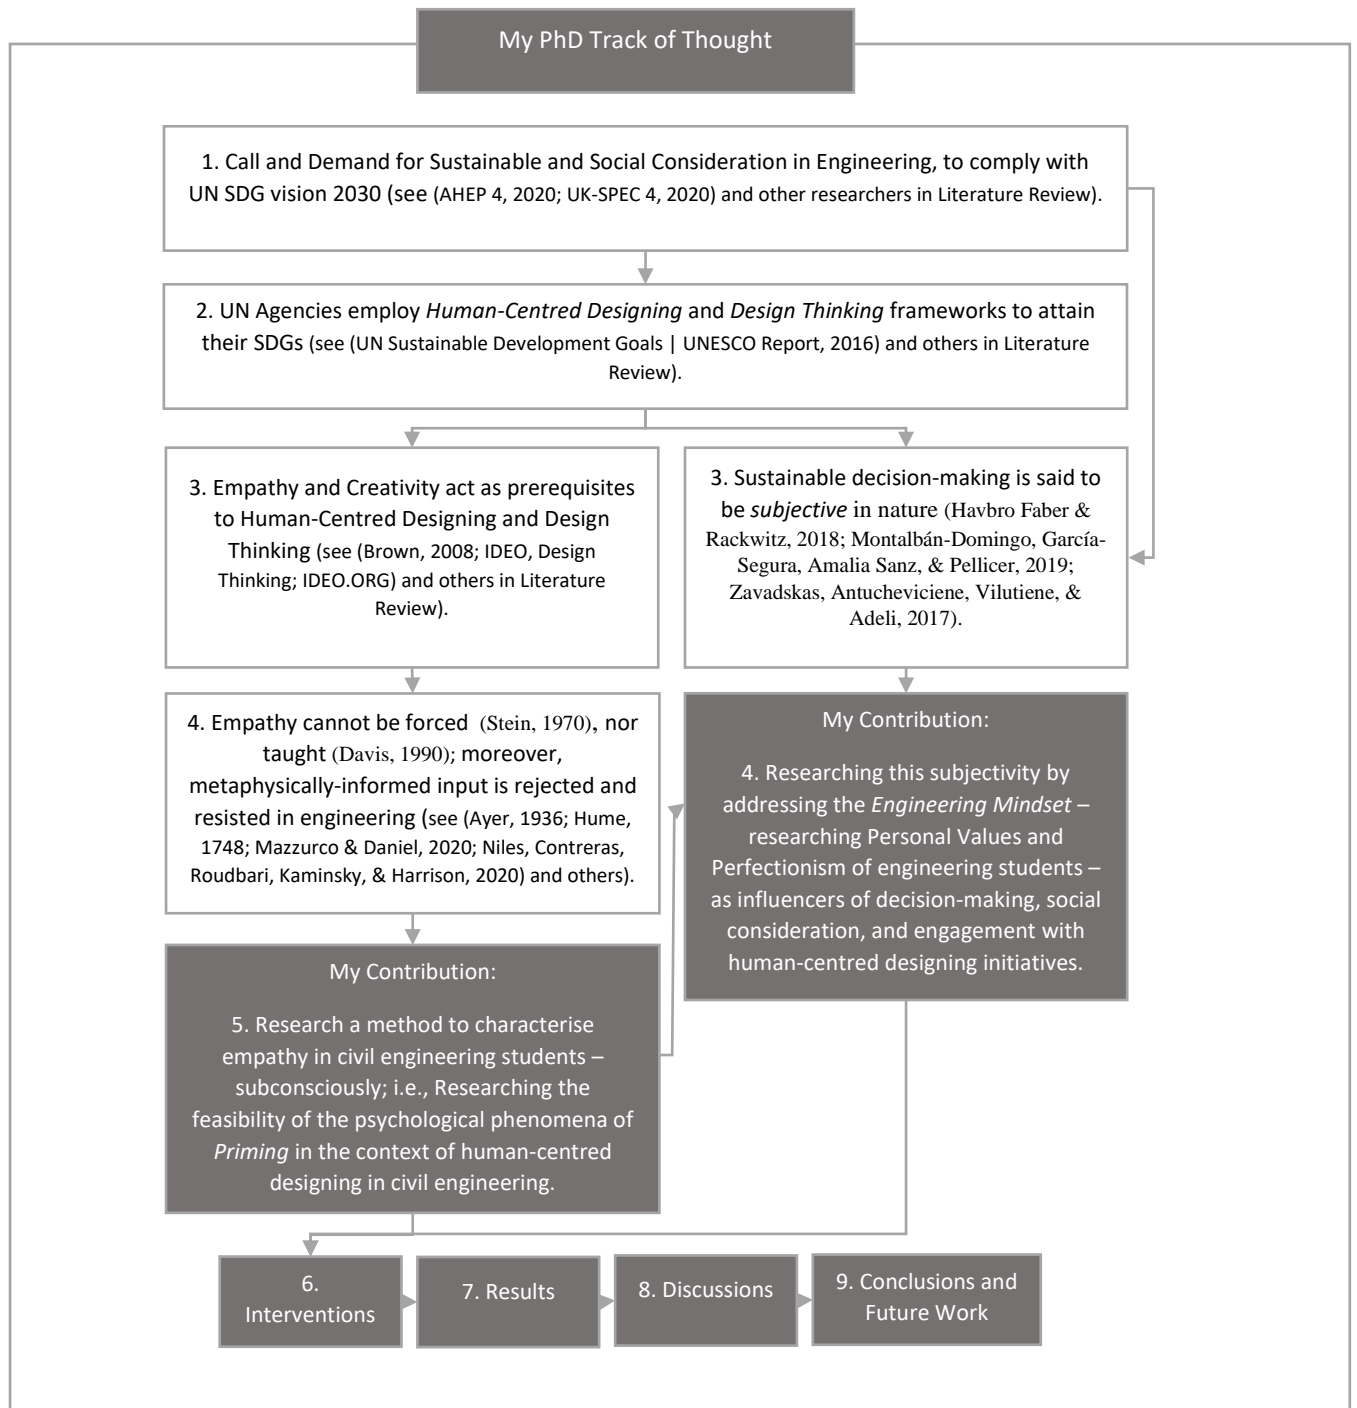 My PhD Track of Thought
1. Call and Demand for Sustainable and Social Consideration in Engineering, to comply with
UN SDG vision 2030 (see (AHEP 4, 2020; UK-SPEC 4, 2020) and other researchers in Literature Review).
2. UN Agencies employ Human-Centred Designing and Design Thinking frameworks to attain
their SDGs (see (UN Sustainable Development Goals | UNESCO Report, 2016) and others in Literature
Review).
3. Empathy and Creativity act as prerequisites
to Human-Centred Designing and Design
Thinking (see (Brown, 2008; IDEO, Design
Thinking; IDEO.ORG) and others in Literature
Review).
3. Sustainable decision-making is said to
be subjective in nature (Havbro Faber &
Rackwitz, 2018; Montalbán-Domingo, García-
Segura, Amalia Sanz, & Pellicer, 2019;
Zavadskas, Antucheviciene, Vilutiene, &
Adeli, 2017).
4. Empathy cannot be forced (Stein, 1970), nor
taught (Davis, 1990); moreover,
metaphysically-informed input is rejected and
resisted in engineering (see (Ayer, 1936; Hume,
1748; Mazzurco & Daniel, 2020; Niles, Contreras,
Roudbari, Kaminsky, & Harrison, 2020) and others).
My Contribution:
4. Researching this subjectivity by
addressing the Engineering Mindset –
researching Personal Values and
Perfectionism of engineering students –
as influencers of decision-making, social
consideration, and engagement with
human-centred designing initiatives.
My Contribution:
5. Research a method to characterise
empathy in civil engineering students –
subconsciously; i.e., Researching the
feasibility of the psychological phenomena of
Priming in the context of human-centred
designing in civil engineering.
6.
Interventions
7. Results
8. Discussions
9. Conclusions and
Future Work